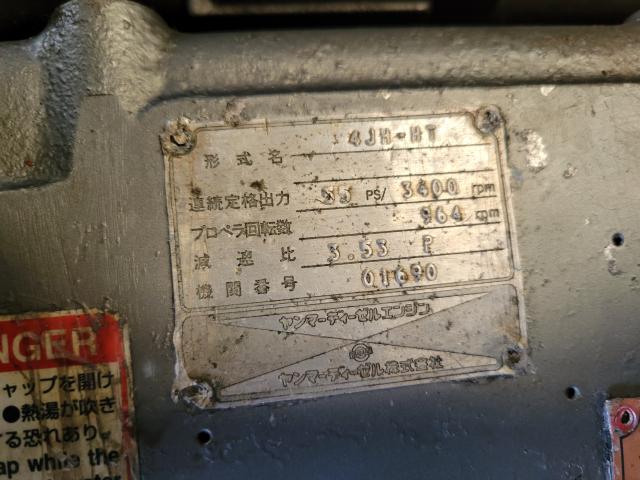 形式名 4JH-HT
連続定格出力 55 PS/ 3400 rpm
プロペラ回転数 964 rpm
減速比 3.53 P
機関番号 01690
ヤンマーディーゼルエンジン
ヤンマーディーゼル株式会社
NGER
ャップを開け
●熱湯が吹き
する恐れあり。
ap while the